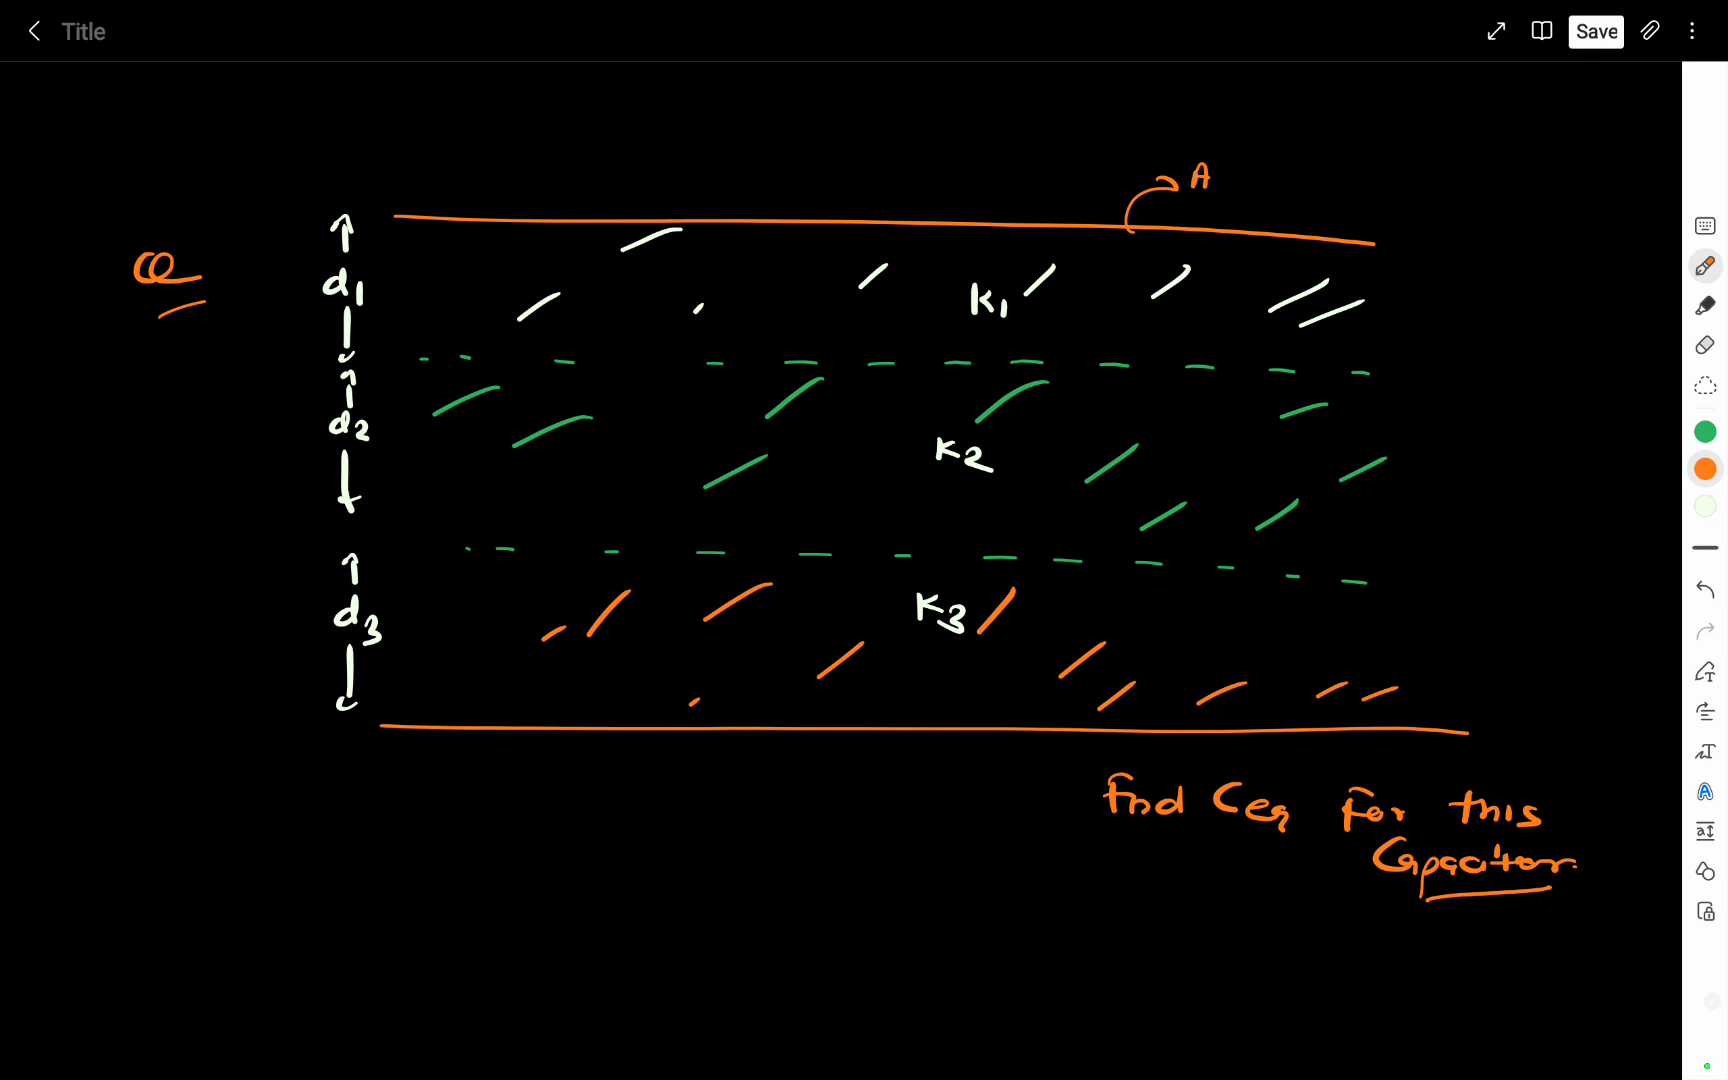 Title
Save
A
Q
d1
K1
d2
K2
d3
K3
Find Ceq for this
Capacitor